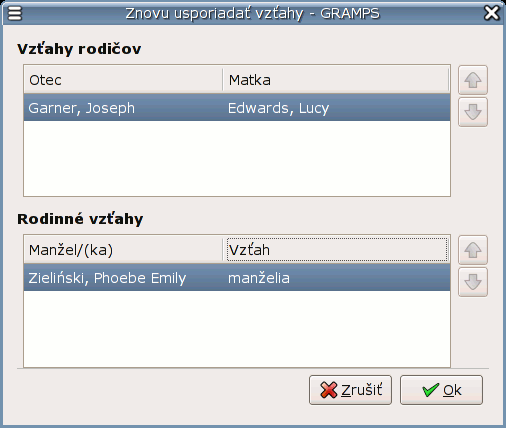 Znovu usporiadať vzťahy - GRAMPS
Vzťahy rodičov
Otec Matka
Garner, Joseph Edwards, Lucy
Rodinné vzťahy
Manžel/(ka) Vzťah
Zieliński, Phoebe Emily manželia
Zrušiť Ok